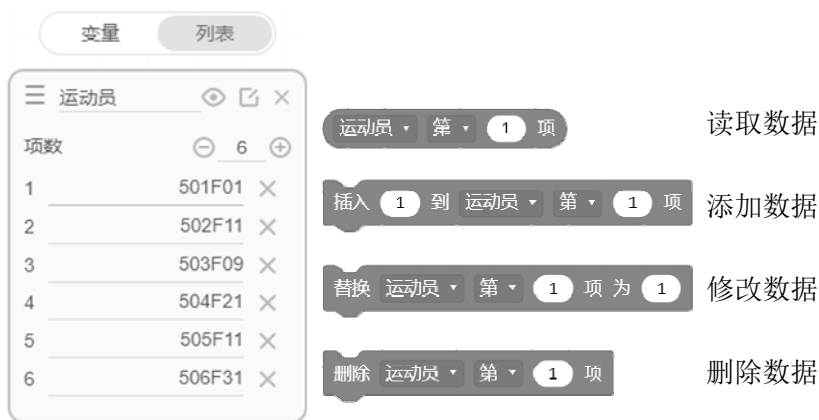 变量 列表
运动员
项数 6
1 501F01
2 502F11
3 503F09
4 504F21
5 505F11
6 506F31
运动员 第 1 项 读取数据
插入 1 到 运动员 第 1 项 添加数据
替换 运动员 第 1 项 为 1 修改数据
删除 运动员 第 1 项 删除数据